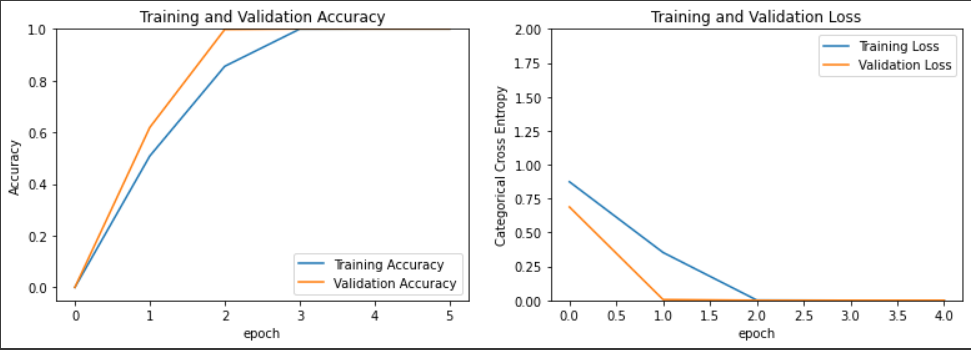 Training and Validation Accuracy
1.0
0.8
0.6
0.4
0.2
0.0
Accuracy
Training Accuracy
Validation Accuracy
0 1 2 3 4 5
epoch
Training and Validation Loss
2.00
1.75
1.50
1.25
1.00
0.75
0.50
0.25
0.00
Categorical Cross Entropy
Training Loss
Validation Loss
0.0 0.5 1.0 1.5 2.0 2.5 3.0 3.5 4.0
epoch